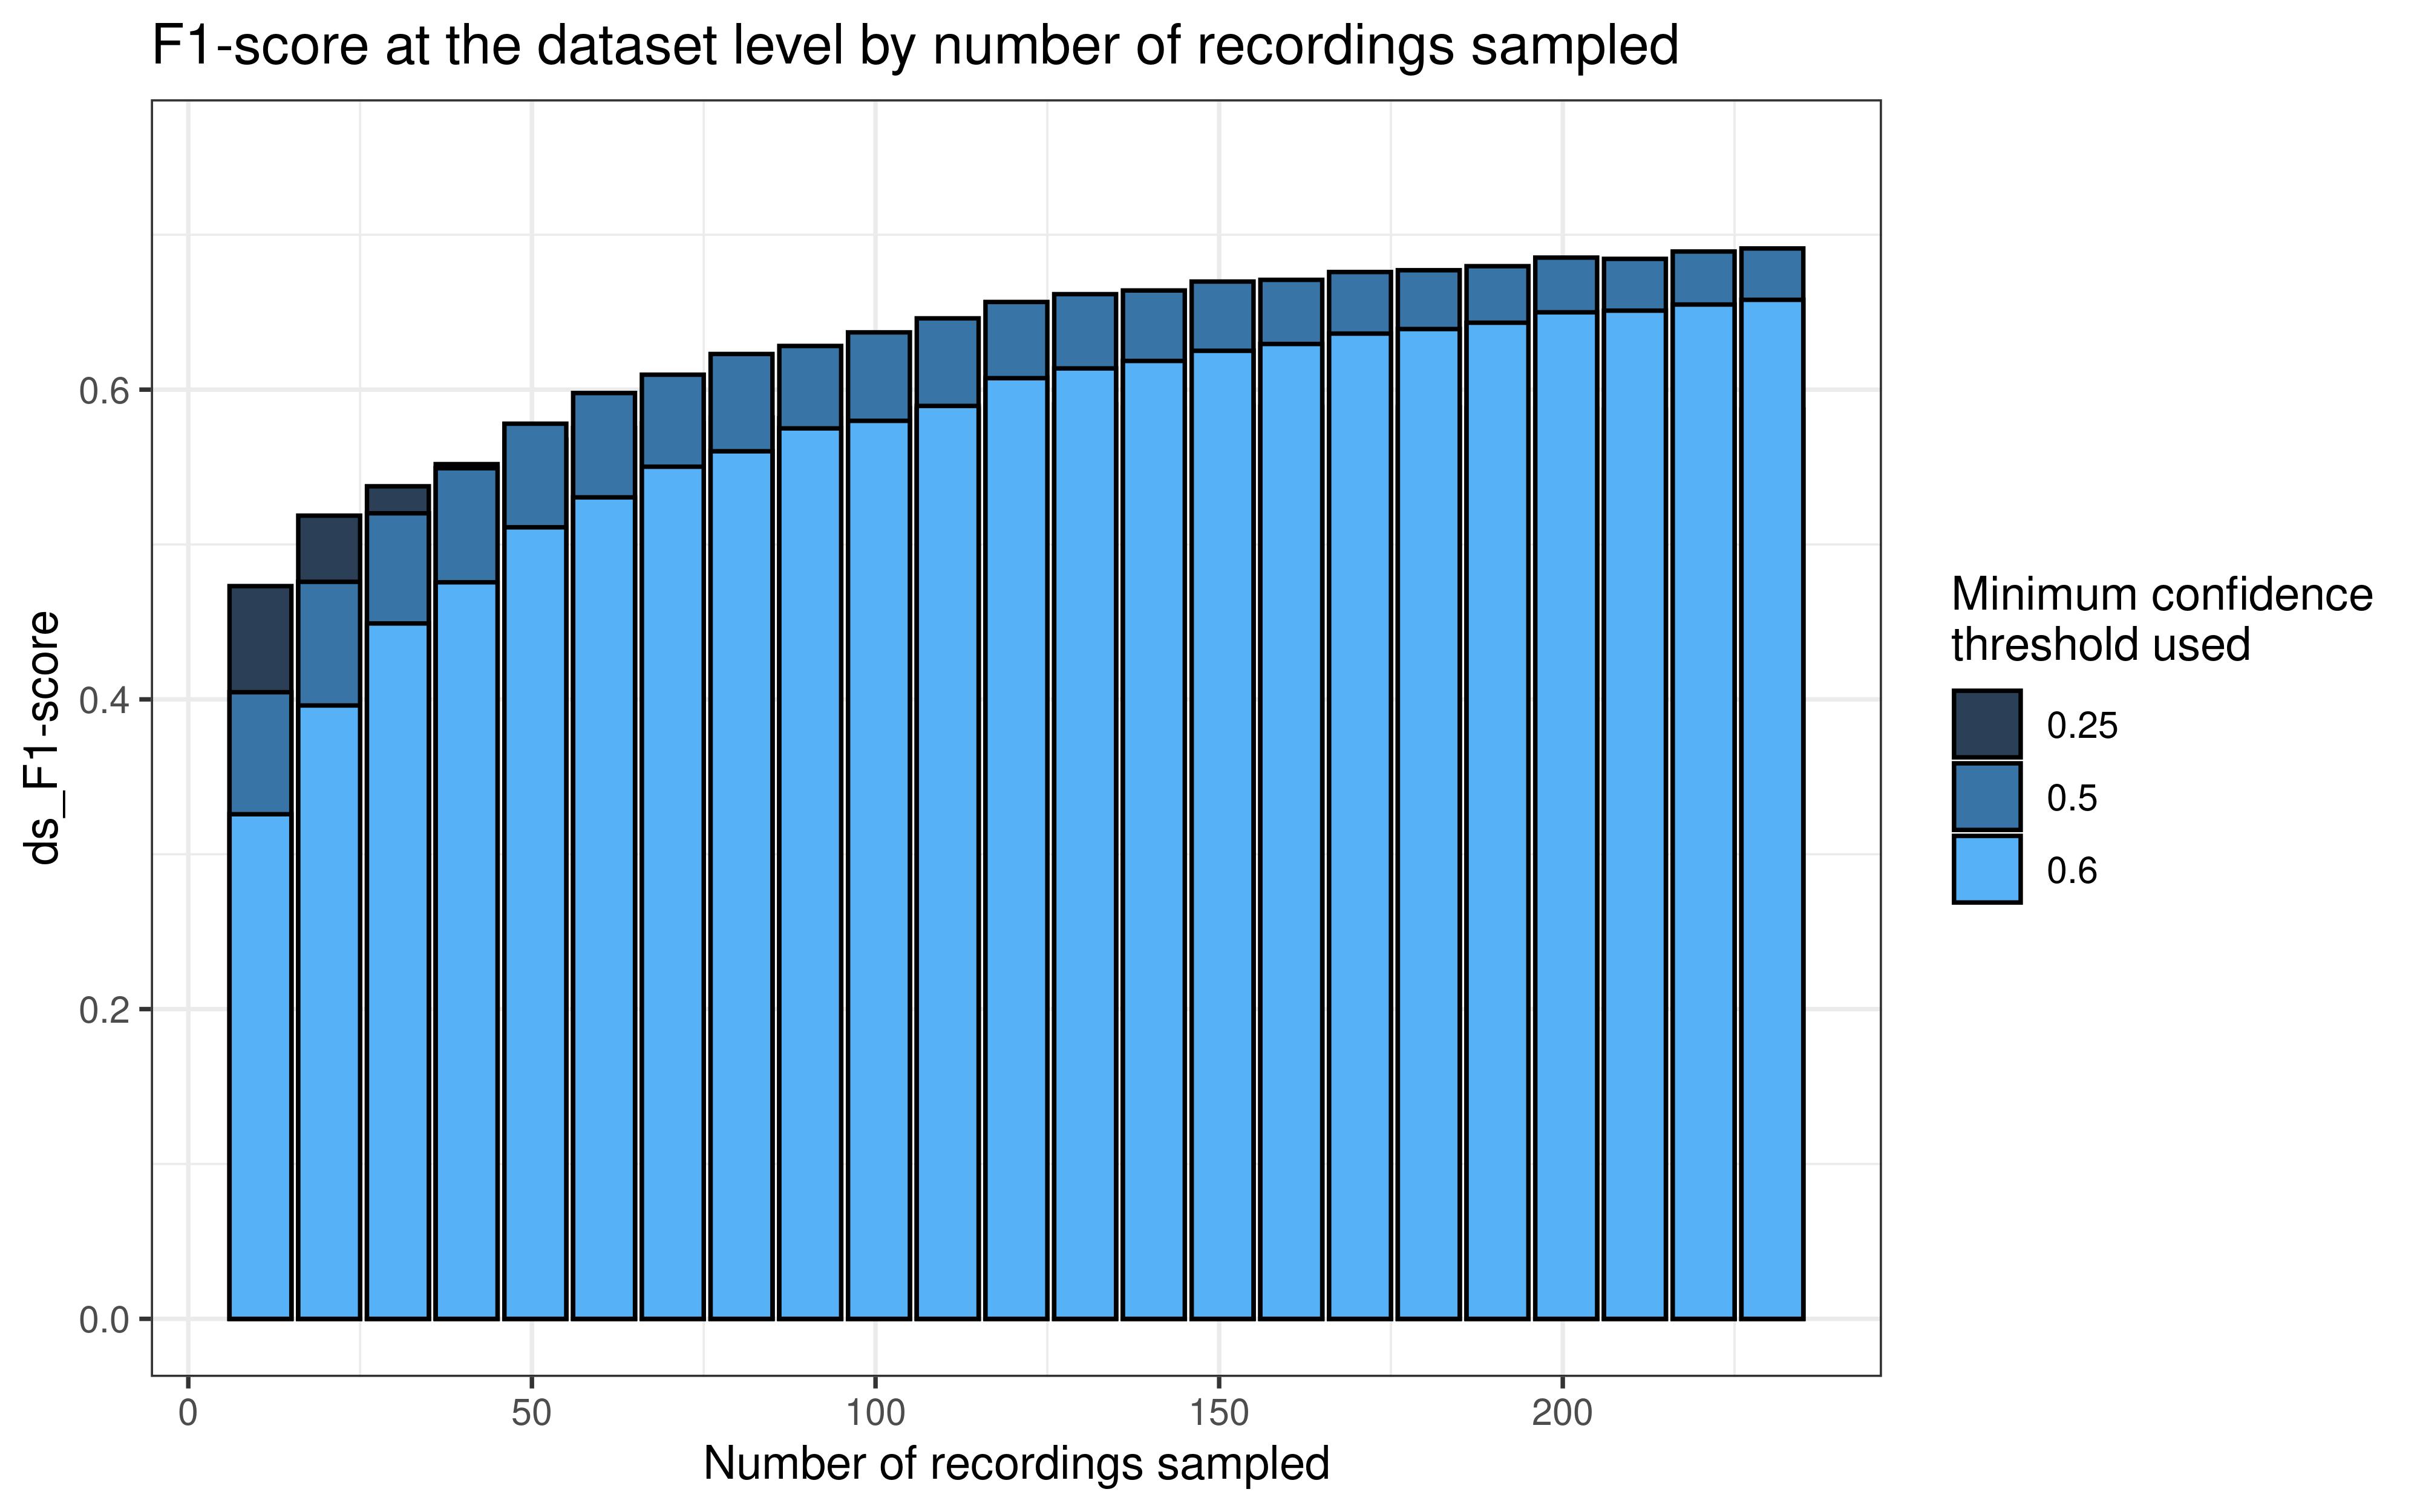 F1-score at the dataset level by number of recordings sampled
ds_F1-score
0.6
0.4
0.2
0.0
0
50
100
150
200
Number of recordings sampled
Minimum confidence
threshold used
0.25
0.5
0.6